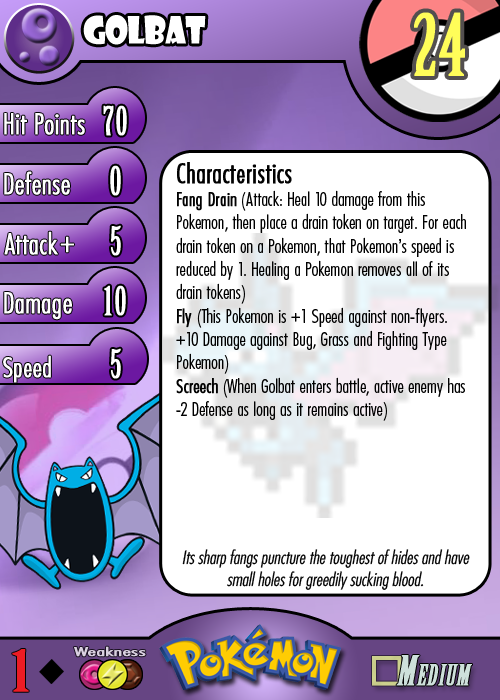 GOLBAT
24
Hit Points 70
Defense 0
Attack+ 5
Damage 10
Speed 5
Characteristics
Fang Drain (Attack: Heal 10 damage from this
Pokemon, then place a drain token on target. For each
drain token on a Pokemon, that Pokemon's speed is
reduced by 1. Healing a Pokemon removes all of its
drain tokens)
Fly (This Pokemon is +1 Speed against non-flyers.
+10 Damage against Bug, Grass and Fighting Type
Pokemon)
Screech (When Golbat enters battle, active enemy has
-2 Defense as long as it remains active)
Its sharp fangs puncture the toughest of hides and have
small holes for greedily sucking blood.
1
Weakness
POKéMON
MEDIUM